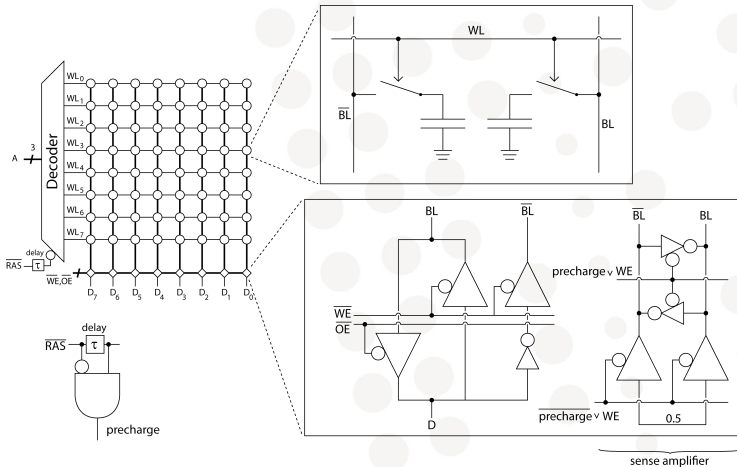 WL
WL0
WL1
WL2
WL3
WL4
WL5
WL6
WL7
A
3
Decoder
BL
BL
delay
RAS
τ
WE,OE
D7 D6 D5 D4 D3 D2 D1 D0
BL BL
BL BL
precharge v WE
WE
OE
precharge v WE
0.5
D
sense amplifier
delay
RAS
τ
precharge